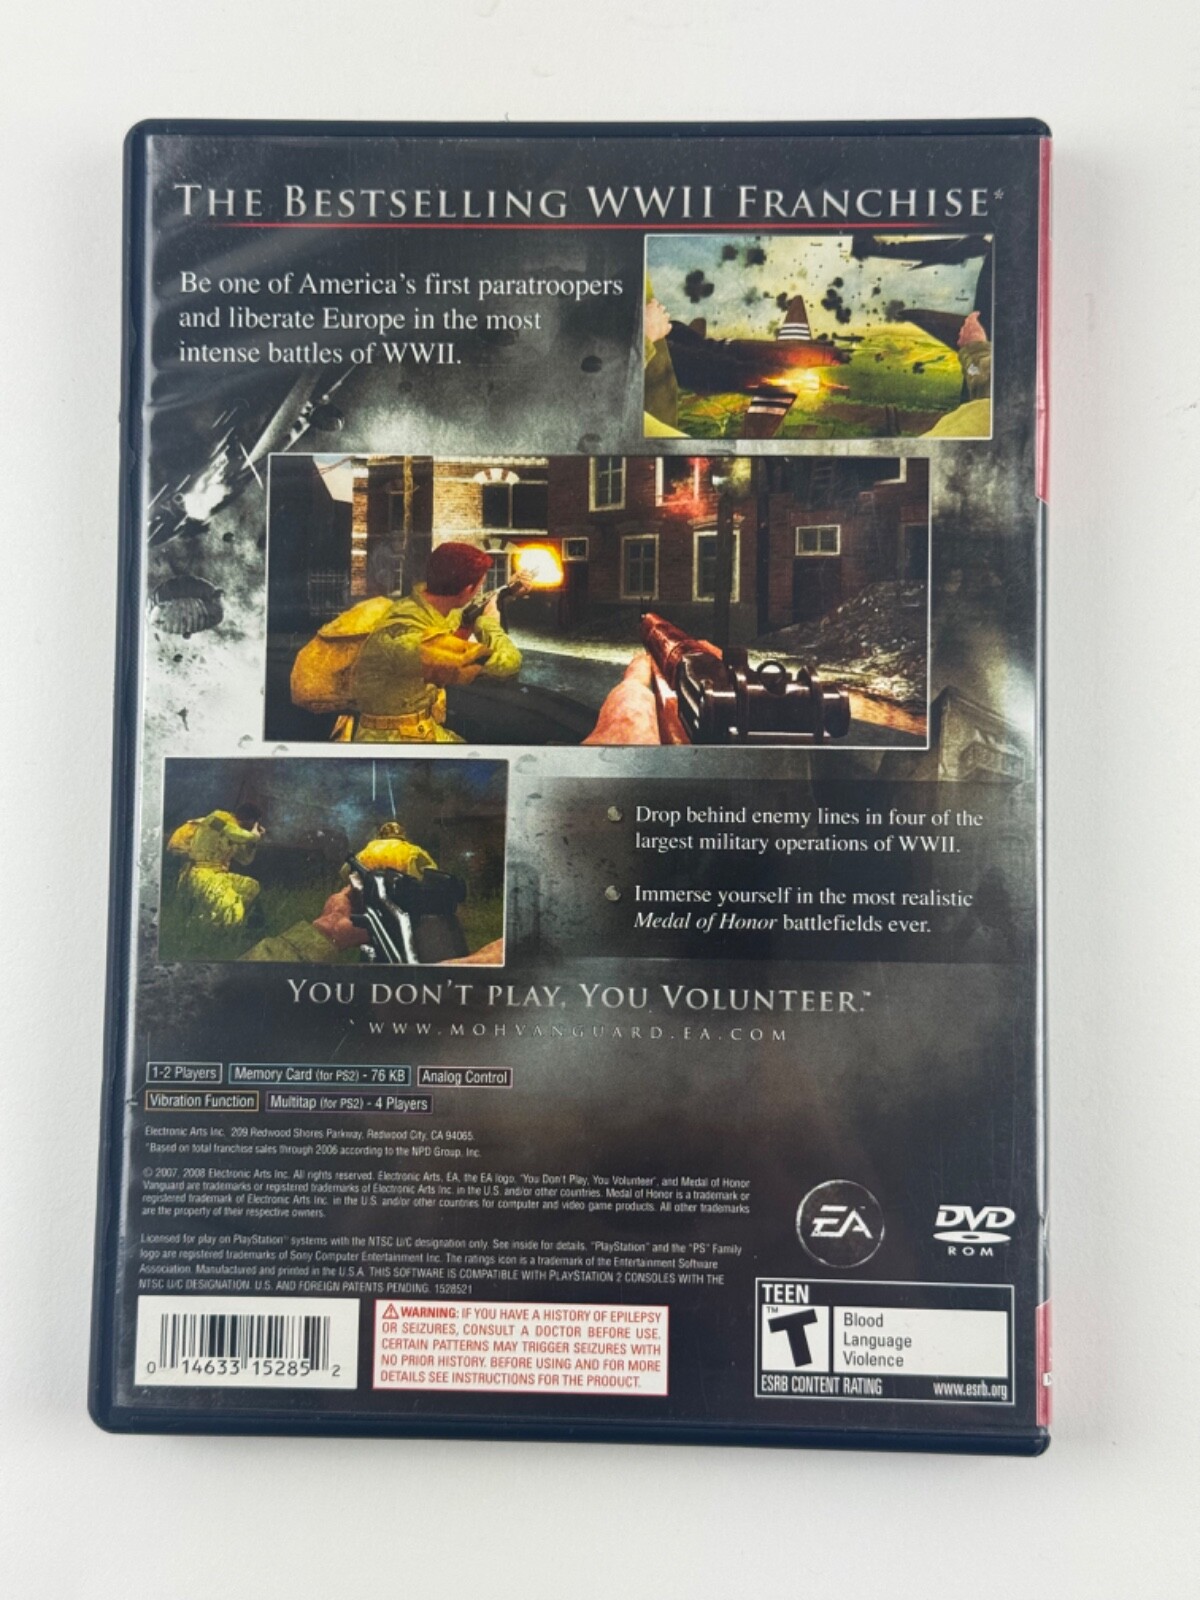 THE BESTSELLING WWII FRANCHISE*
Be one of America's first paratroopers
and liberate Europe in the most
intense battles of WWII.
Drop behind enemy lines in four of the
largest military operations of WWII.
Immerse yourself in the most realistic
Medal of Honor battlefields ever.
YOU DON'T PLAY, YOU VOLUNTEER.™
WWW.MOHVANGUARD.EA.COM
1-2 Players Memory Card (for PS2) - 76 KB Analog Control
Vibration Function Multitap (for PS2) - 4 Players
Electronic Arts Inc. 209 Redwood Shores Parkway, Redwood City, CA 94065.
*Based on total franchise sales through 2006 according to the NPD Group, Inc.
© 2007, 2008 Electronic Arts Inc. All rights reserved. Electronic Arts, EA, the EA logo, "You Don't Play, You Volunteer", and Medal of Honor
Vanguard are trademarks or registered trademarks of Electronic Arts Inc. in the U.S. and/or other countries. Medal of Honor is a trademark or
registered trademark of Electronic Arts Inc. in the U.S. and/or other countries for computer and video game products. All other trademarks
are the property of their respective owners.
Licensed for play on PlayStation® systems with the NTSC U/C designation only. See inside for details. "PlayStation" and the "PS" Family
logo are registered trademarks of Sony Computer Entertainment Inc. The ratings icon is a trademark of the Entertainment Software
Association. Manufactured and printed in the U.S.A. THIS SOFTWARE IS COMPATIBLE WITH PLAYSTATION 2 CONSOLES WITH THE
NTSC U/C DESIGNATION. U.S. AND FOREIGN PATENTS PENDING. 1528521
EA
DVD
ROM
0 14633 15285 2
WARNING: IF YOU HAVE A HISTORY OF EPILEPSY
OR SEIZURES, CONSULT A DOCTOR BEFORE USE.
CERTAIN PATTERNS MAY TRIGGER SEIZURES WITH
NO PRIOR HISTORY. BEFORE USING AND FOR MORE
DETAILS SEE INSTRUCTIONS FOR THE PRODUCT.
TEEN
T™
Blood
Language
Violence
ESRB CONTENT RATING www.esrb.org